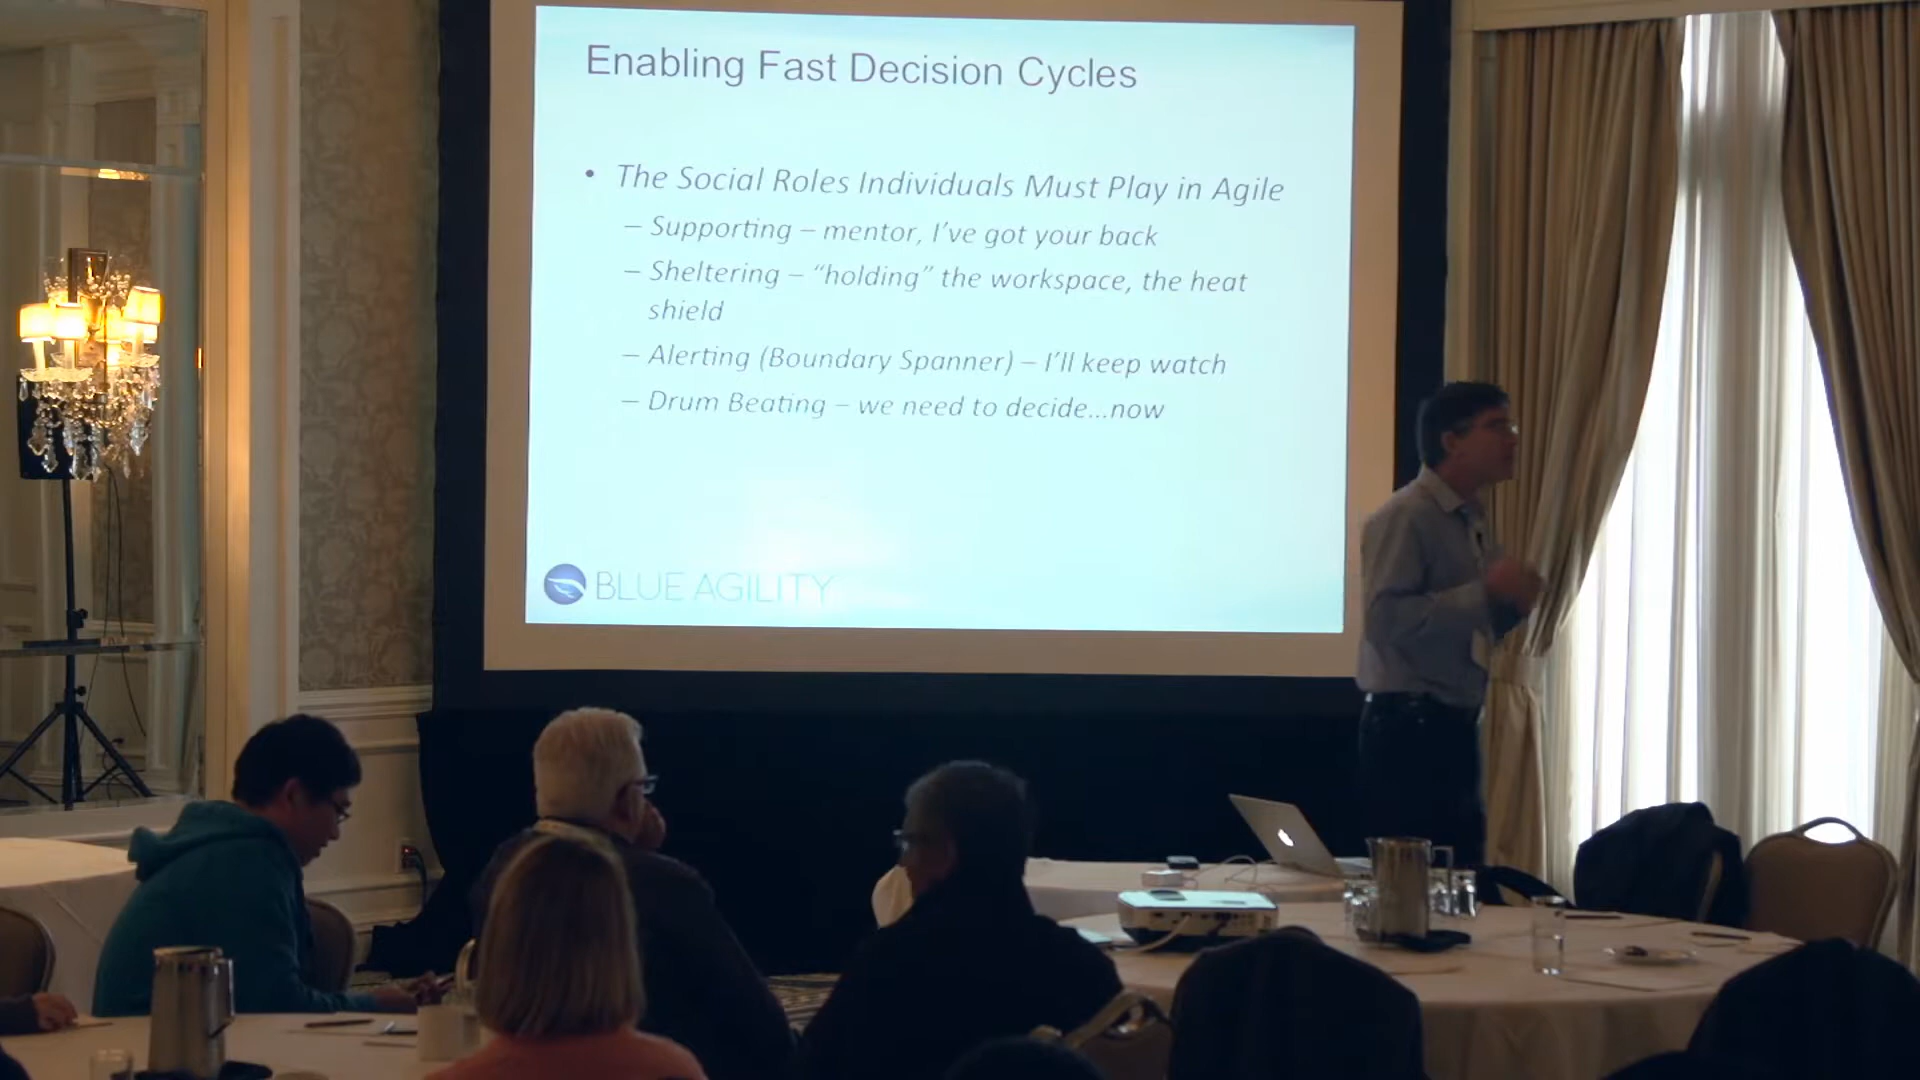 Enabling Fast Decision Cycles
• The Social Roles Individuals Must Play in Agile
– Supporting – mentor, I’ve got your back
– Sheltering – “holding” the workspace, the heat
shield
– Alerting (Boundary Spanner) – I’ll keep watch
– Drum Beating – we need to decide...now
BLUE AGILITY